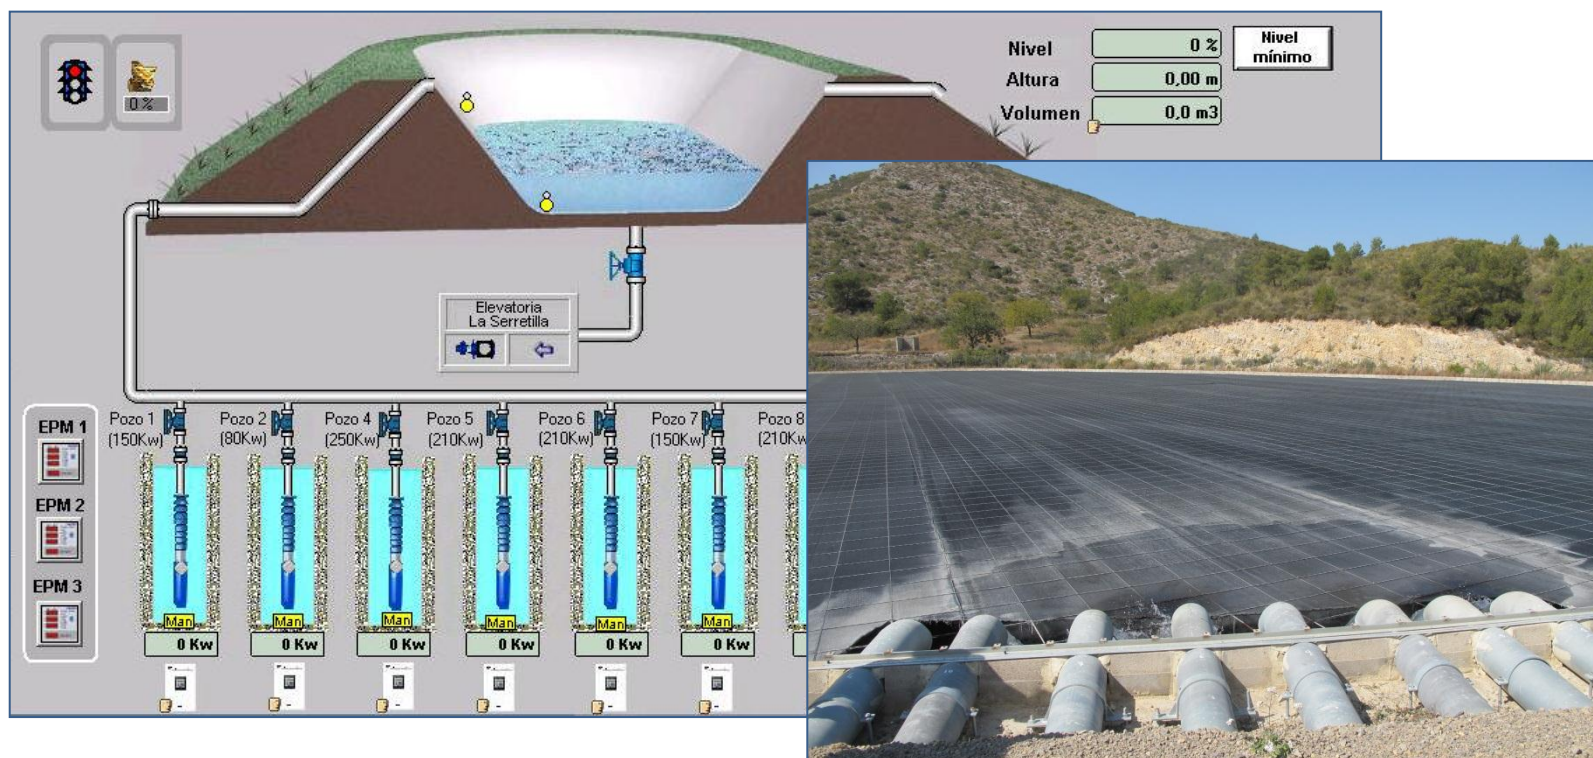 0 %
Nivel
0 %
Nivel
mínimo
Altura
0,00 m
Volumen
0,0 m3
Elevatoria
La Serretilla
EPM 1
EPM 2
EPM 3
Pozo 1
(150Kw)
Pozo 2
(80Kw)
Pozo 4
(250Kw)
Pozo 5
(210Kw)
Pozo 6
(210Kw)
Pozo 7
(150Kw)
Pozo 8
(210Kw
Man
Man
Man
Man
Man
Man
0 Kw
0 Kw
0 Kw
0 Kw
0 Kw
0 Kw